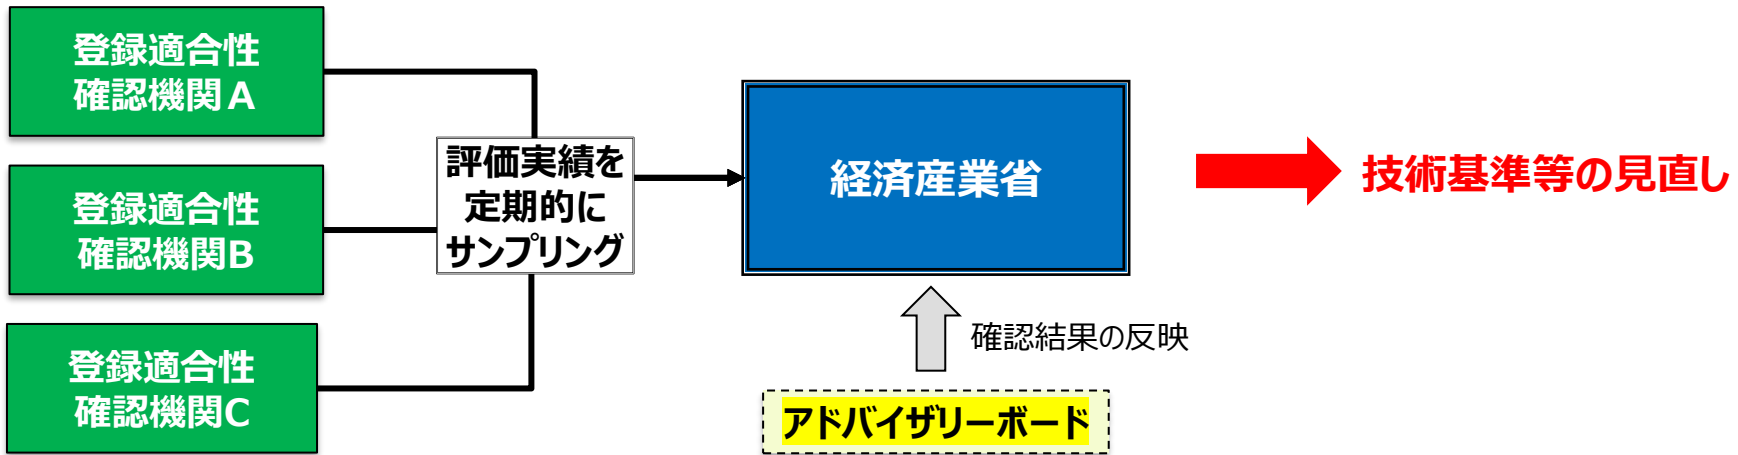 登録適合性
確認機関A
登録適合性
確認機関B
登録適合性
確認機関C
評価実績を
定期的に
サンプリング
経済産業省
技術基準等の見直し
確認結果の反映
アドバイザリーボード